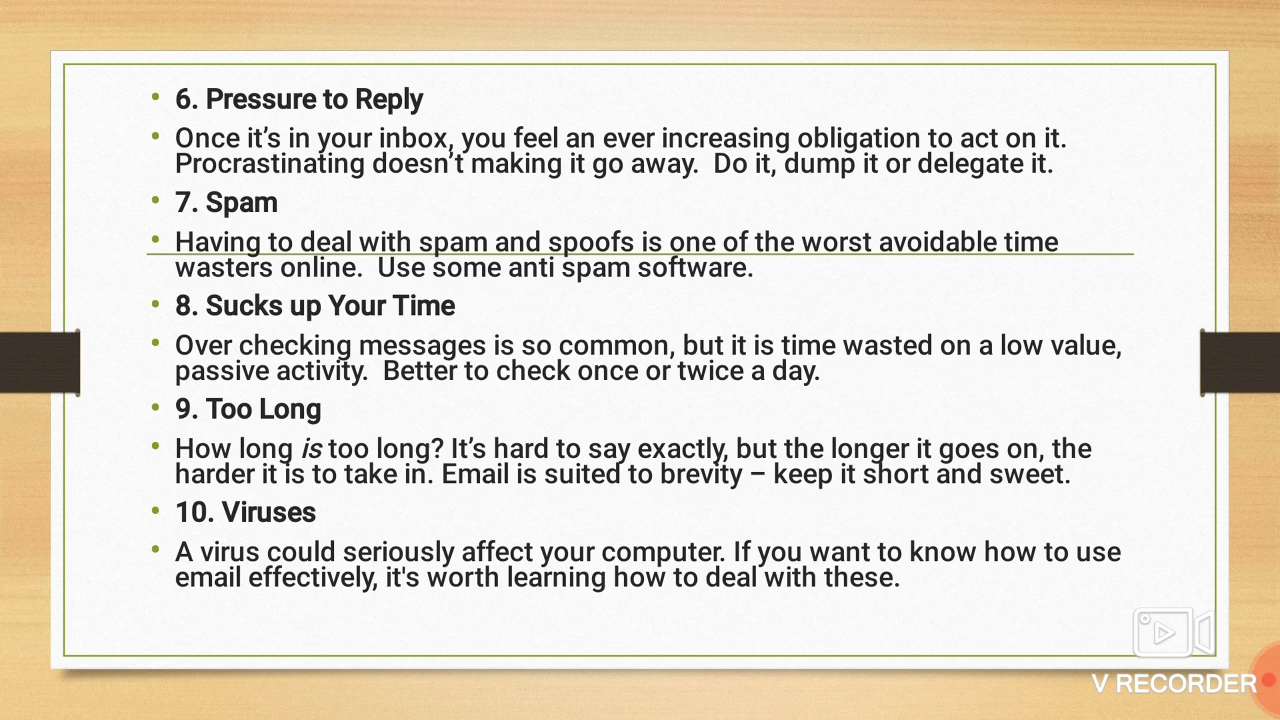 • 6. Pressure to Reply
• Once it’s in your inbox, you feel an ever increasing obligation to act on it.
Procrastinating doesn’t making it go away.  Do it, dump it or delegate it.
• 7. Spam
• Having to deal with spam and spoofs is one of the worst avoidable time
wasters online.  Use some anti spam software.
• 8. Sucks up Your Time
• Over checking messages is so common, but it is time wasted on a low value,
passive activity.  Better to check once or twice a day.
• 9. Too Long
• How long is too long? It’s hard to say exactly, but the longer it goes on, the
harder it is to take in. Email is suited to brevity – keep it short and sweet.
• 10. Viruses
• A virus could seriously affect your computer. If you want to know how to use
email effectively, it's worth learning how to deal with these.
V RECORDER